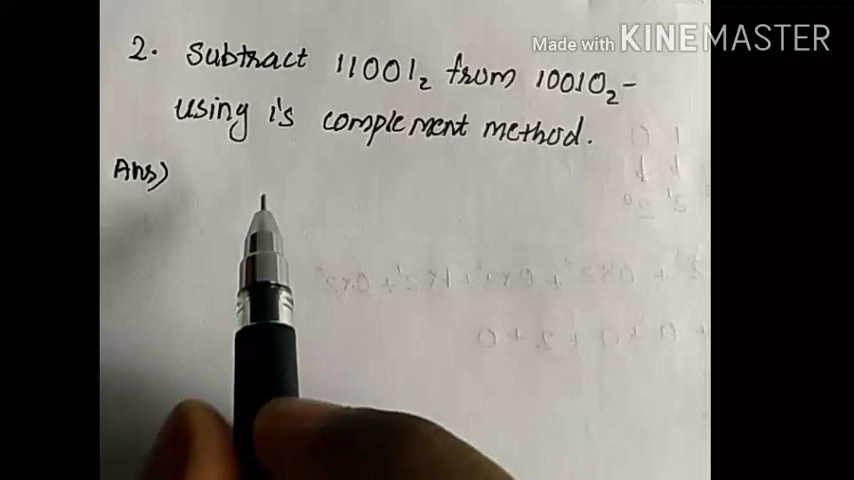 Made with KINEMASTER
2. Subtract 11001₂ from 10010₂-
using 1's complement method.
Ans)